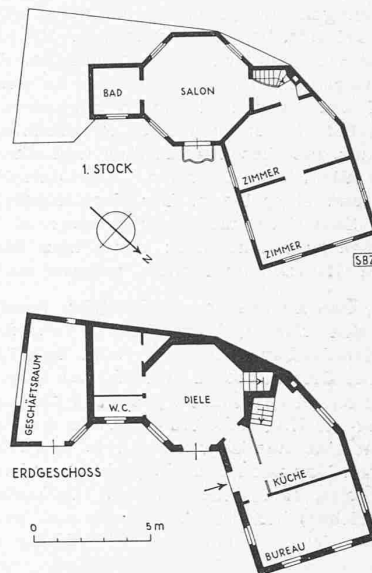 BAD
SALON
1. STOCK
ZIMMER
ZIMMER
N
SBZ
GESCHÄFTSRAUM
W.C.
DIELE
KÜCHE
ERDGESCHOSS
BUREAU
0 5 m